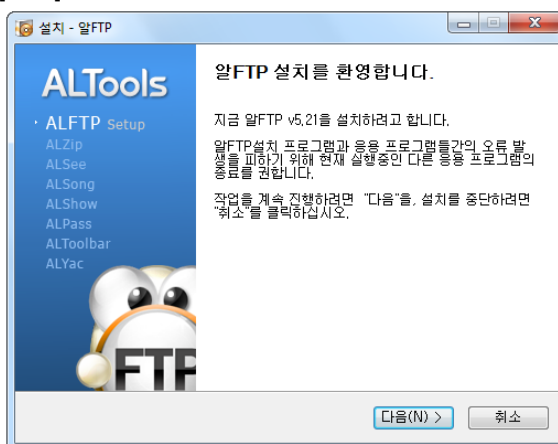 설치 - 알FTP
ALTools
· ALFTP Setup
ALZip
ALSee
ALSong
ALShow
ALPass
ALToolbar
ALYac
FTP
알FTP 설치를 환영합니다.
지금 알FTP v5,21을 설치하려고 합니다.
알FTP설치 프로그램과 응용 프로그램들간의 오류 발
생을 피하기 위해 현재 실행중인 다른 응용 프로그램의
종료를 권합니다.
작업을 계속 진행하려면 "다음"을, 설치를 중단하려면
"취소"를 클릭하십시오.
다음(N) >
취소